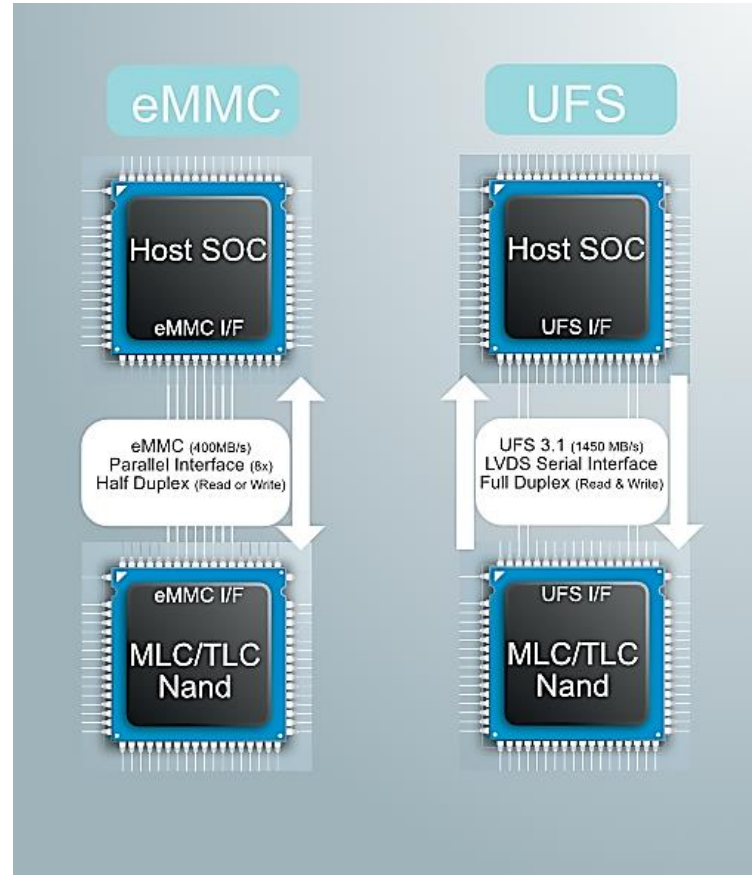 eMMC
Host SOC
eMMC I/F
eMMC (400MB/s)
Parallel Interface (8x)
Half Duplex (Read or Write)
eMMC I/F
MLC/TLC
Nand
UFS
Host SOC
UFS I/F
UFS 3.1 (1450 MB/s)
LVDS Serial Interface
Full Duplex (Read & Write)
UFS I/F
MLC/TLC
Nand